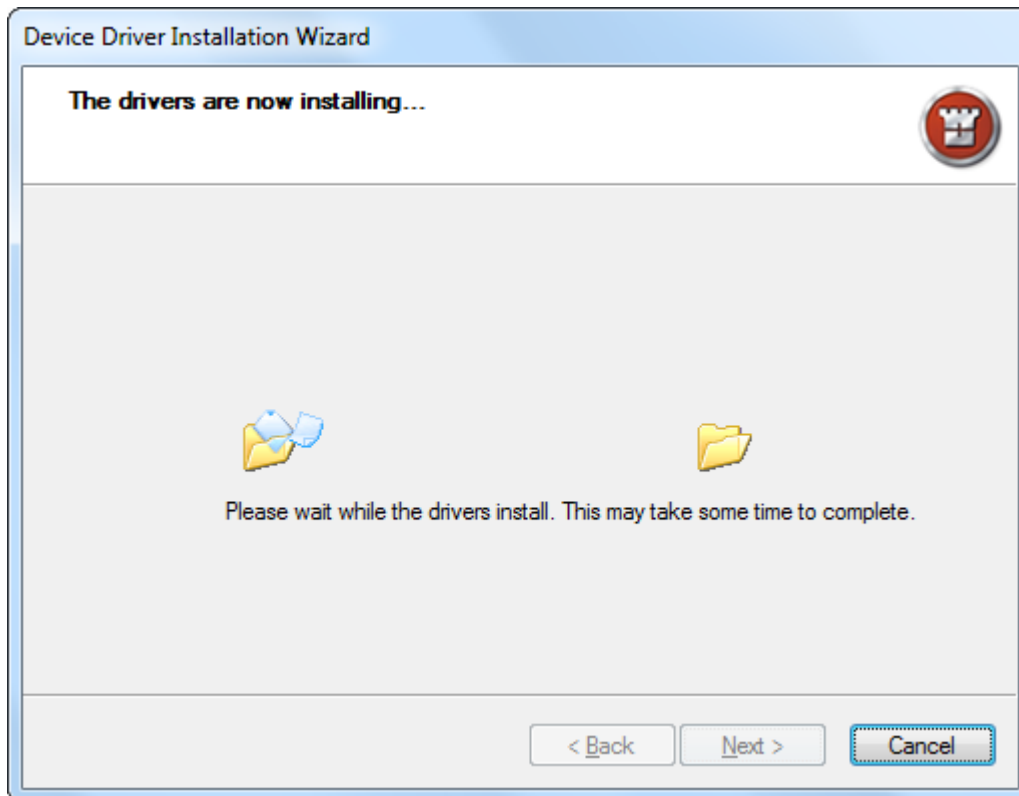 Device Driver Installation Wizard
The drivers are now installing...
Please wait while the drivers install. This may take some time to complete.
< Back
Next >
Cancel